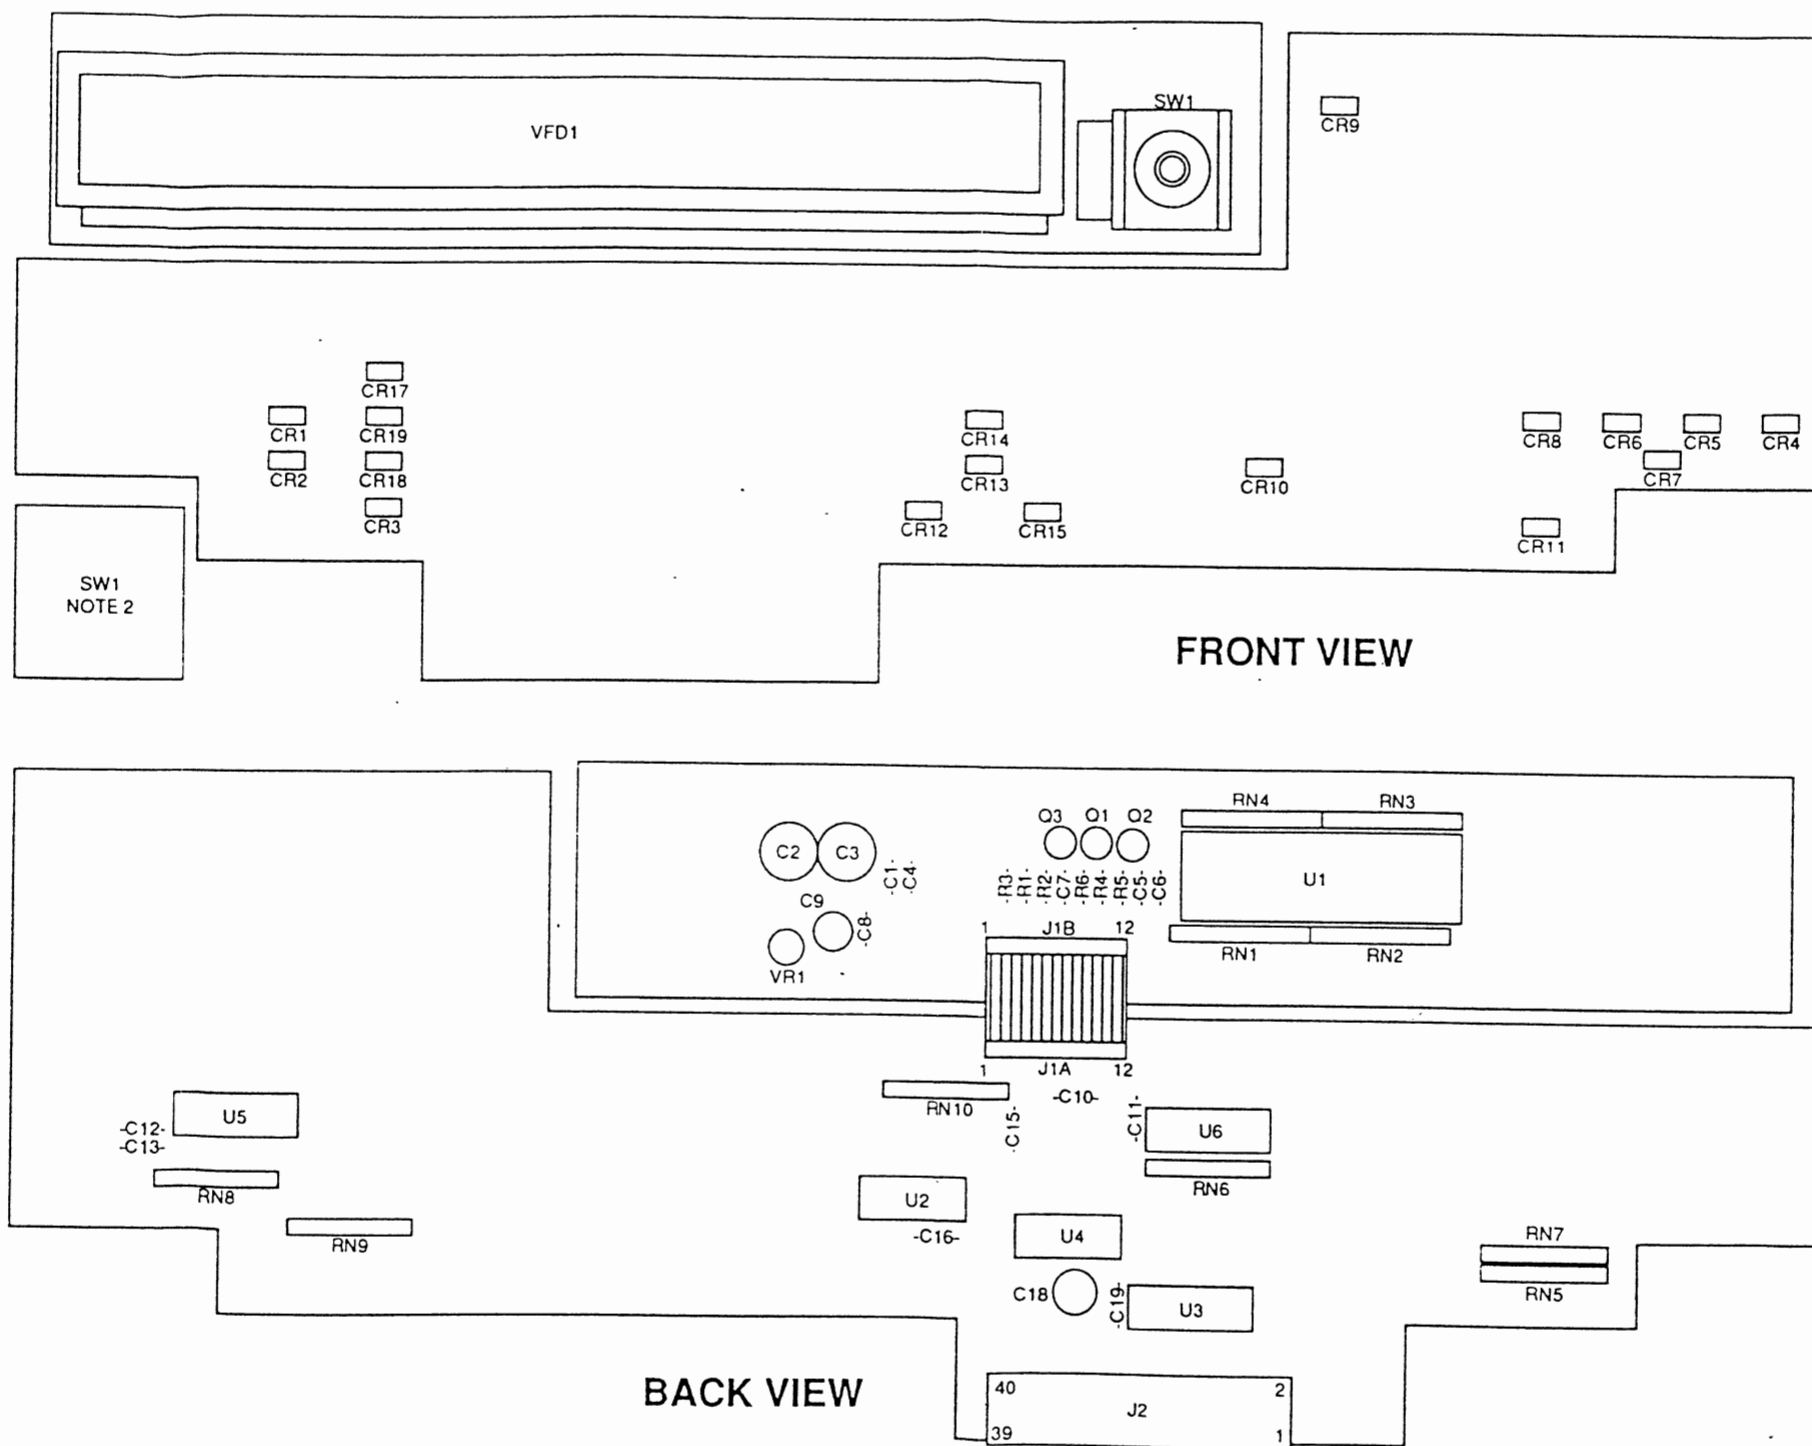 SW1
VFD1
CR9
CR17
CR1
CR19
CR14
CR8
CR6
CR5
CR4
CR2
CR18
CR13
CR10
CR7
CR3
CR12
CR15
CR11
SW1
NOTE 2
FRONT VIEW
RN4
RN3
Q3
Q1
Q2
C2
C3
-C1-
-C4-
-R3-
-R1-
-R2-
-C7-
-R6-
-R4-
-R5-
-C5-
-C6-
U1
C9
-C8-
1
J1B
12
VR1
RN1
RN2
1
J1A
12
RN10
-C10-
-C15-
-C11-
U6
U5
-C12-
-C13-
RN8
RN6
U2
-C16-
RN9
U4
RN7
C18
-C19-
U3
RN5
BACK VIEW
40
2
J2
39
1